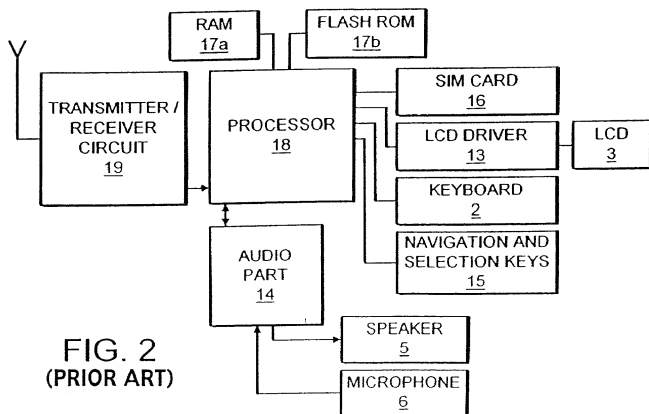 RAM
17a
FLASH ROM
17b
TRANSMITTER /
RECEIVER
CIRCUIT
19
PROCESSOR
18
SIM CARD
16
LCD DRIVER
13
LCD
3
KEYBOARD
2
NAVIGATION AND
SELECTION KEYS
15
AUDIO
PART
14
SPEAKER
5
MICROPHONE
6
FIG. 2
(PRIOR ART)